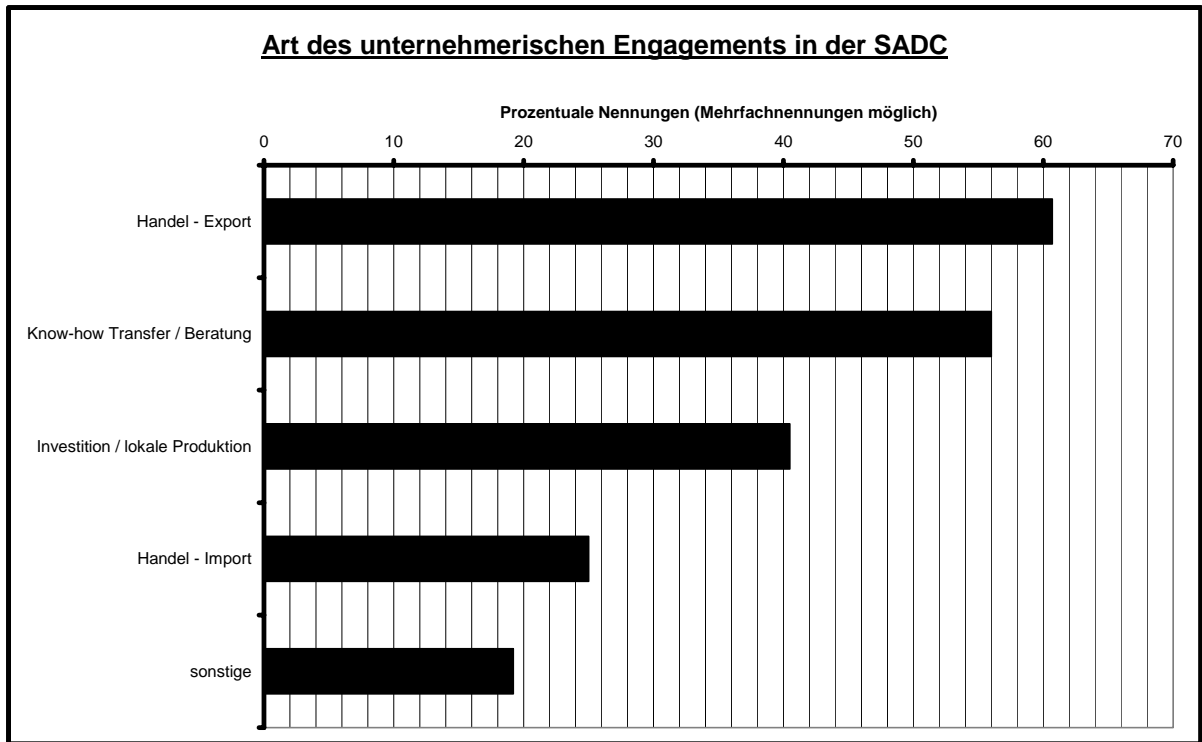 Art des unternehmerischen Engagements in der SADC
Prozentuale Nennungen (Mehrfachnennungen möglich)
0 10 20 30 40 50 60 70
Handel - Export
Know-how Transfer / Beratung
Investition / lokale Produktion
Handel - Import
sonstige